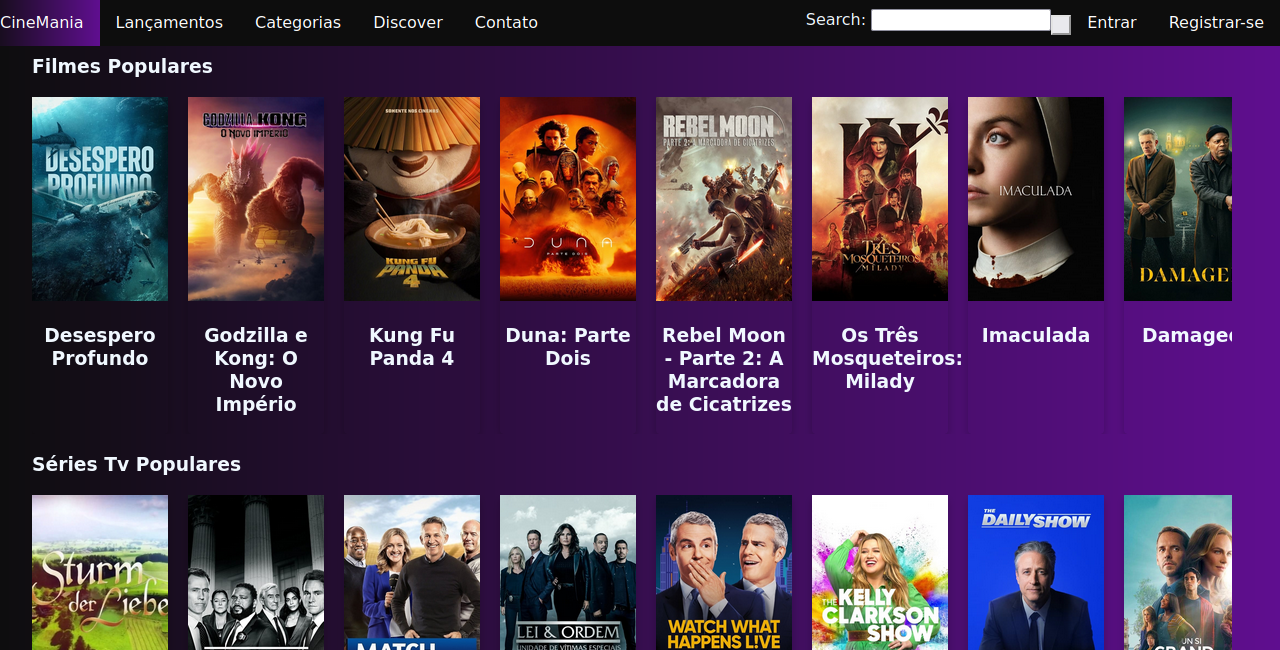 CineMania Lançamentos Categorias Discover Contato Search: Entrar Registrar-se
Filmes Populares
DESESPERO
PROFUNDO
GODZILLA E KONG
O NOVO IMPÉRIO
SOMENTE NOS CINEMAS
KUNG FU
PANDA
4
DUNA
PARTE DOIS
REBEL MOON
PARTE 2: A MARCADORA DE CICATRIZES
OS TRÊS
MOSQUETEIROS
MILADY
IMACULADA
DAMAGE
Desespero
Profundo
Godzilla e
Kong: O
Novo
Império
Kung Fu
Panda 4
Duna: Parte
Dois
Rebel Moon
- Parte 2: A
Marcadora
de Cicatrizes
Os Três
Mosqueteiros:
Milady
Imaculada
Damaged
Séries Tv Populares
Sturm
der Liebe
MATCH
LEI & ORDEM
UNIDADE DE VÍTIMAS ESPECIAIS
WATCH WHAT
HAPPENS L!VE
THE
KELLY
CLARKSON
SHOW
THE
DAILY SHOW
UN SI
GRAND